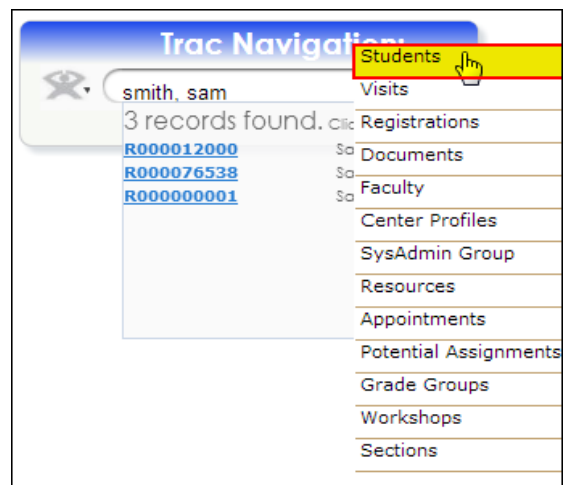 Trac Navigation:
smith, sam
3 records found.
R000012000
R000076538
R000000001
Students
Visits
Registrations
Documents
Faculty
Center Profiles
SysAdmin Group
Resources
Appointments
Potential Assignments
Grade Groups
Workshops
Sections